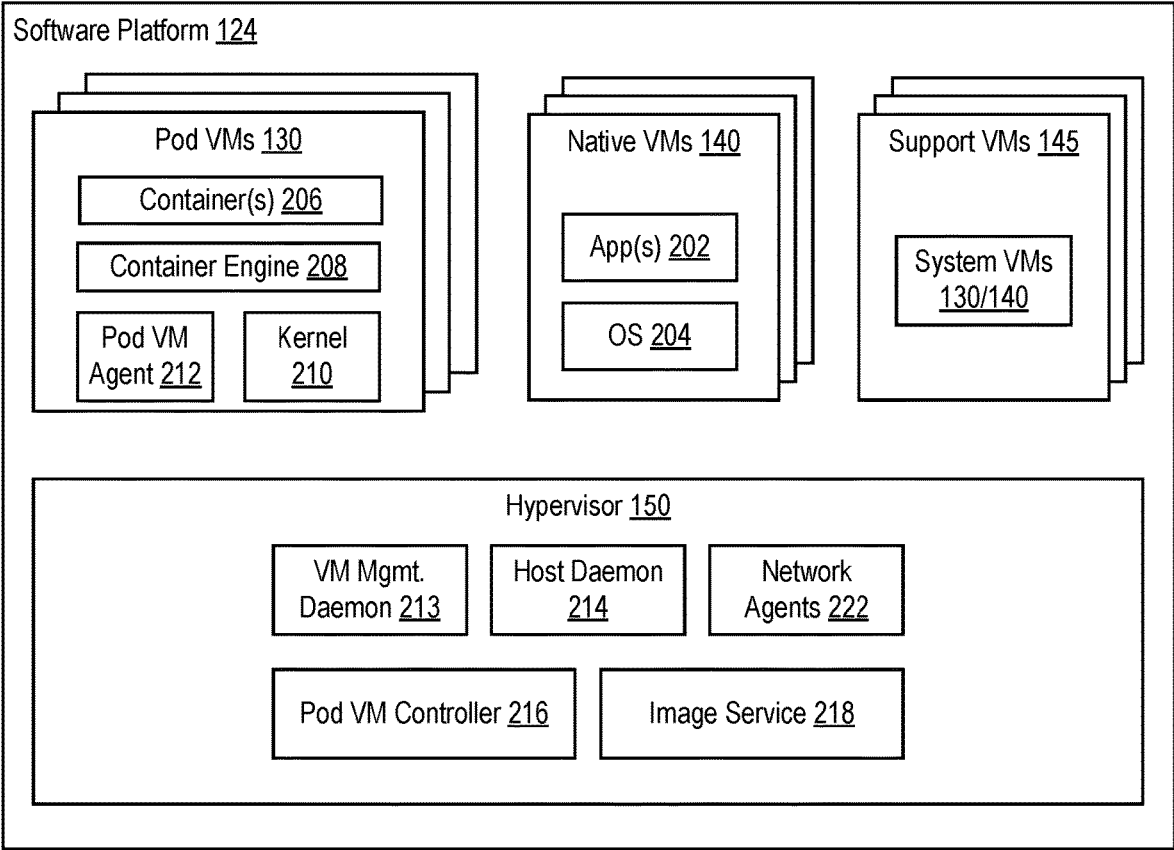 Software Platform 124
Pod VMs 130
Container(s) 206
Container Engine 208
Pod VM
Agent 212
Kernel
210
Native VMs 140
App(s) 202
OS 204
Support VMs 145
System VMs
130/140
Hypervisor 150
VM Mgmt.
Daemon 213
Host Daemon
214
Network
Agents 222
Pod VM Controller 216
Image Service 218